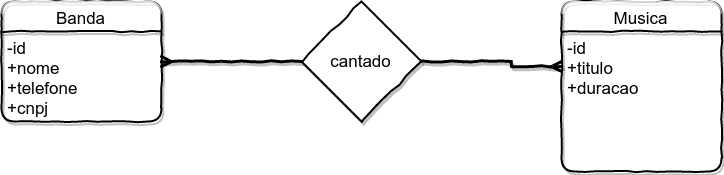 Banda
-id
+nome
+telefone
+cnpj
cantado
Musica
-id
+titulo
+duracao